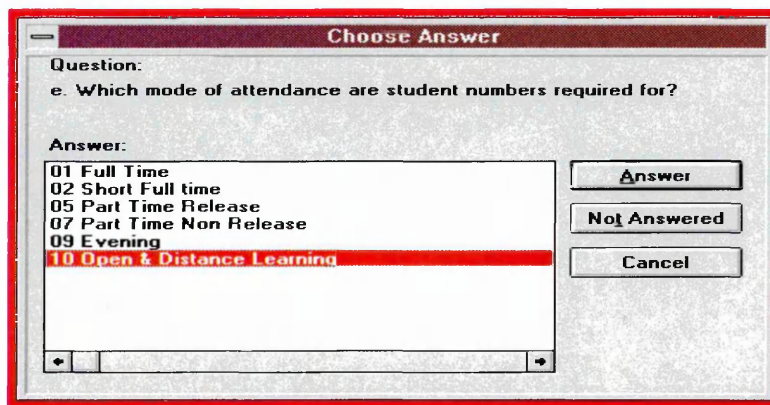 Choose Answer
Question:
e. Which mode of attendance are student numbers required for?
Answer:
01 Full Time
02 Short Full time
05 Part Time Release
07 Part Time Non Release
09 Evening
10 Open & Distance Learning
Answer
Not Answered
Cancel